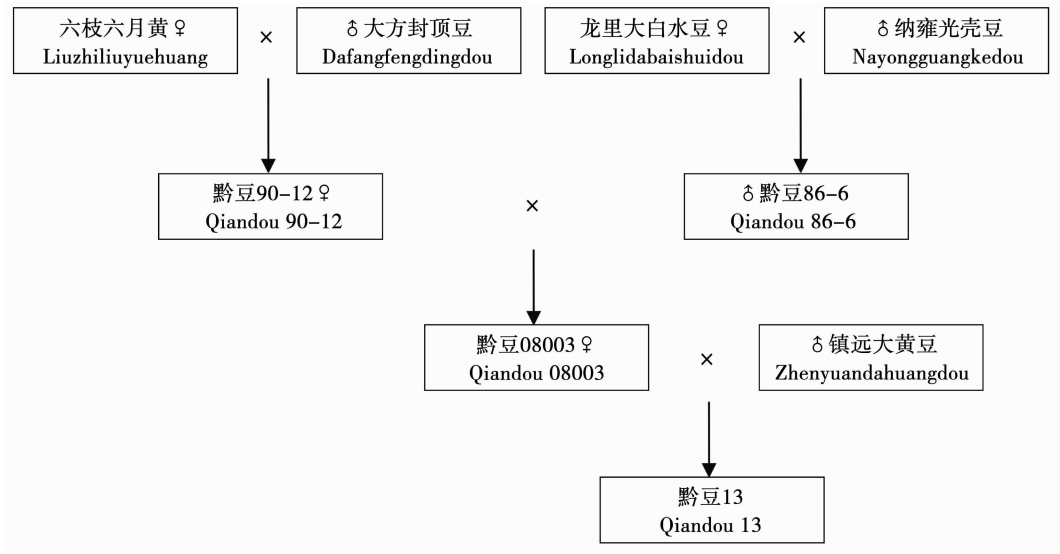 六枝六月黄♀
Liuzhiliuyuehuang
×
♂大方封顶豆
Dafangfengdingdou
龙里大白水豆♀
Longlidabaishuidou
×
♂纳雍光壳豆
Nayongguangkedou
黔豆90-12♀
Qiandou 90-12
×
♂黔豆86-6
Qiandou 86-6
黔豆08003♀
Qiandou 08003
×
♂镇远大黄豆
Zhenyuandahuangdou
黔豆13
Qiandou 13